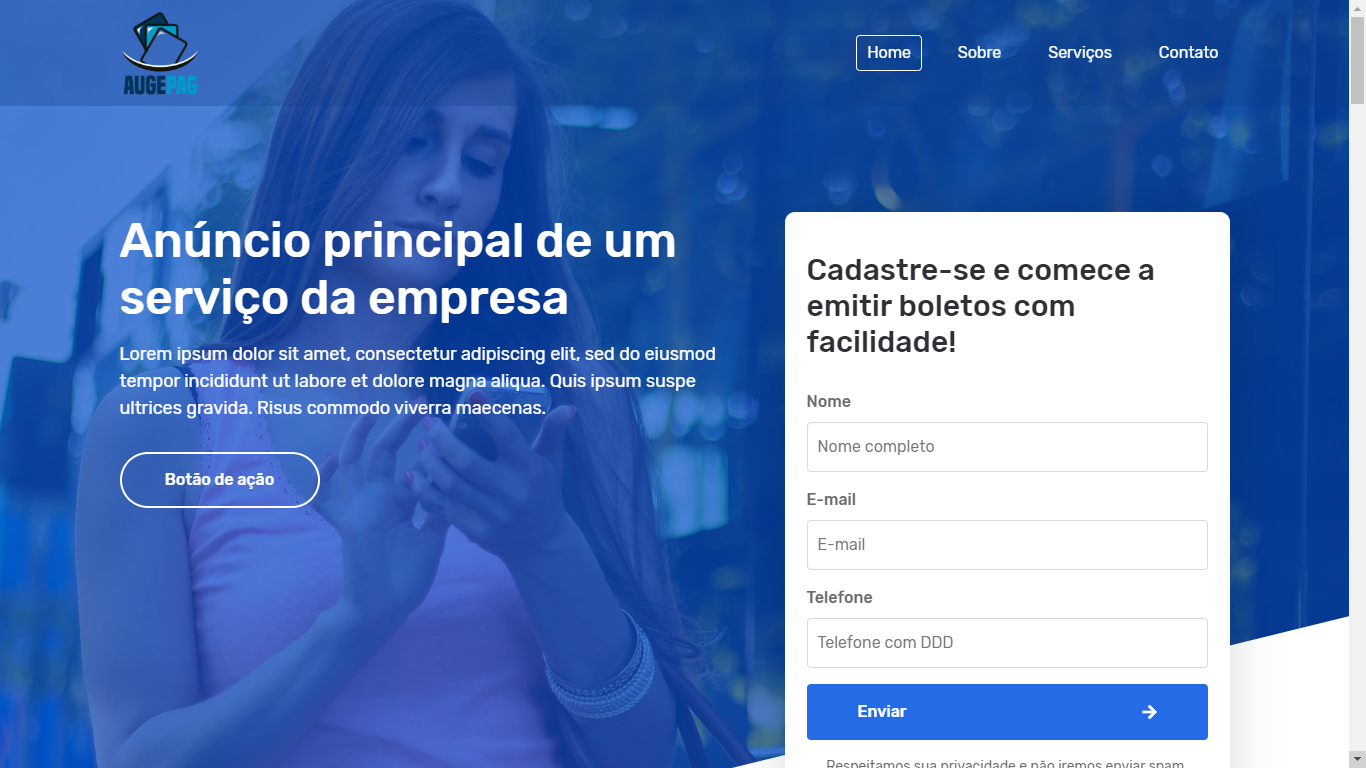 AUGEPAG
Home
Sobre
Serviços
Contato
Anúncio principal de um
serviço da empresa
Lorem ipsum dolor sit amet, consectetur adipiscing elit, sed do eiusmod
tempor incididunt ut labore et dolore magna aliqua. Quis ipsum suspe
ultrices gravida. Risus commodo viverra maecenas.
Botão de ação
Cadastre-se e comece a
emitir boletos com
facilidade!
Nome
Nome completo
E-mail
E-mail
Telefone
Telefone com DDD
Enviar
Respeitamos sua privacidade e não iremos enviar spam